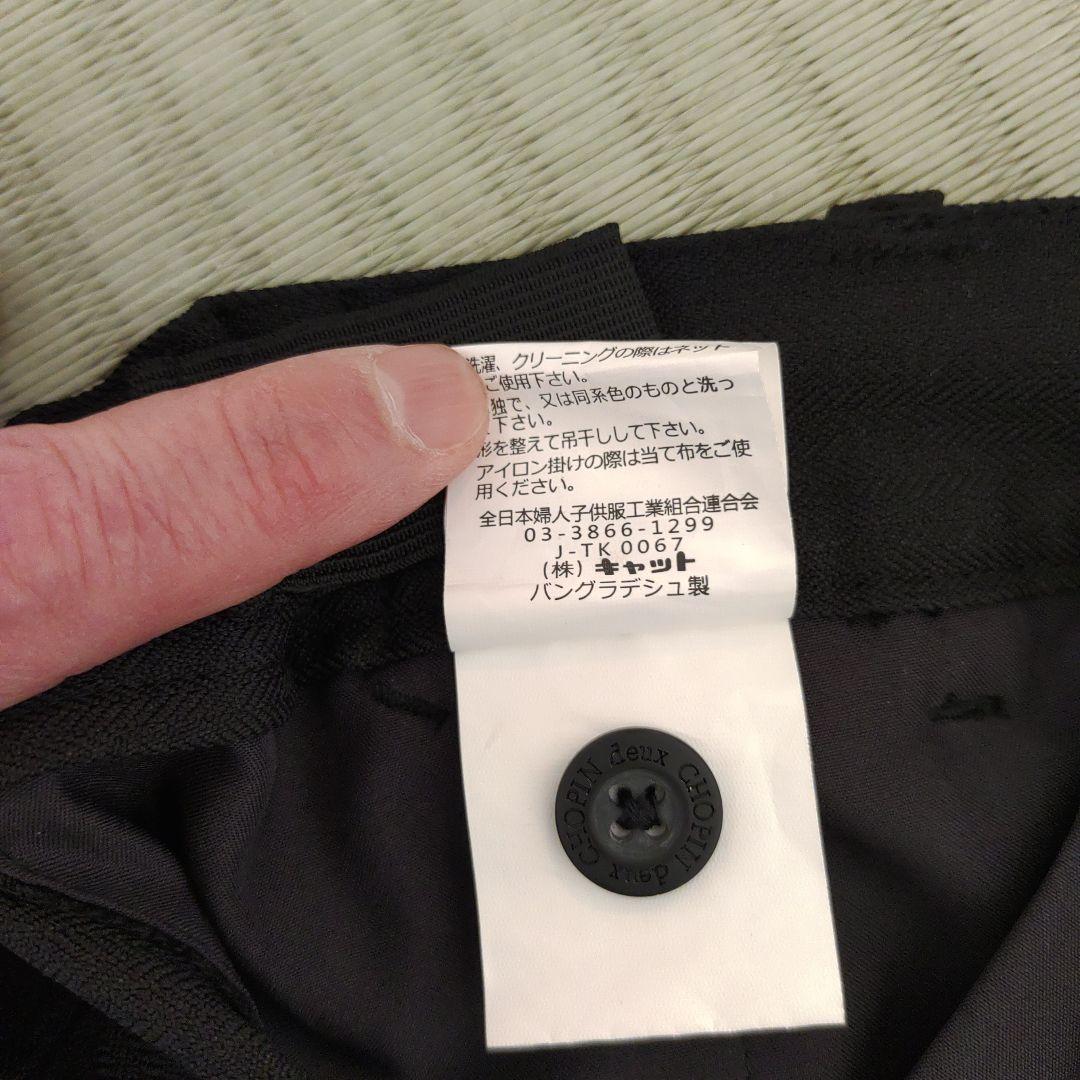 洗濯、クリーニングの際はネット
ご使用下さい。
独で、又は同系色のものと洗っ
下さい。
形を整えて吊干しして下さい。
アイロン掛けの際は当て布をご使
用ください。
全日本婦人子供服工業組合連合会
03-3866-1299
J-TK0067
(株)キャット
バングラデシュ製
deux CHOPIN deux CHOPIN